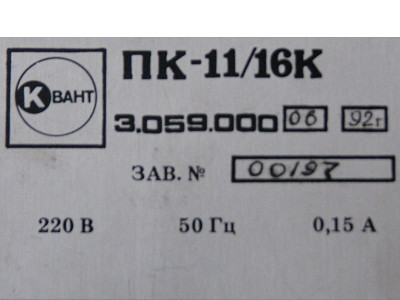 КВАНТ
ПК-11/16К
3.059.000 06 92г
ЗАВ. № 00197
220 В 50 Гц 0,15 А